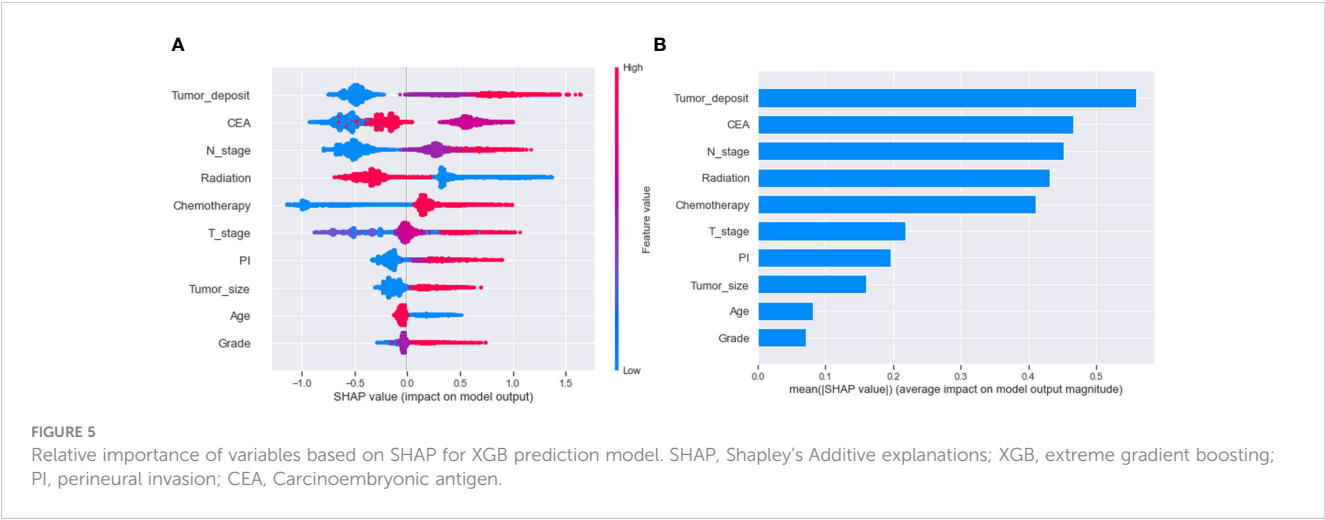 A
B
High
Tumor_deposit
CEA
N_stage
Radiation
Chemotherapy
T_stage
PI
Tumor_size
Age
Grade
Feature value
Low
−1.0 −0.5 0.0 0.5 1.0 1.5
SHAP value (impact on model output)
Tumor_deposit
CEA
N_stage
Radiation
Chemotherapy
T_stage
PI
Tumor_size
Age
Grade
0.0 0.1 0.2 0.3 0.4 0.5
mean(|SHAP value|) (average impact on model output magnitude)
FIGURE 5
Relative importance of variables based on SHAP for XGB prediction model. SHAP, Shapley’s Additive explanations; XGB, extreme gradient boosting;
PI, perineural invasion; CEA, Carcinoembryonic antigen.